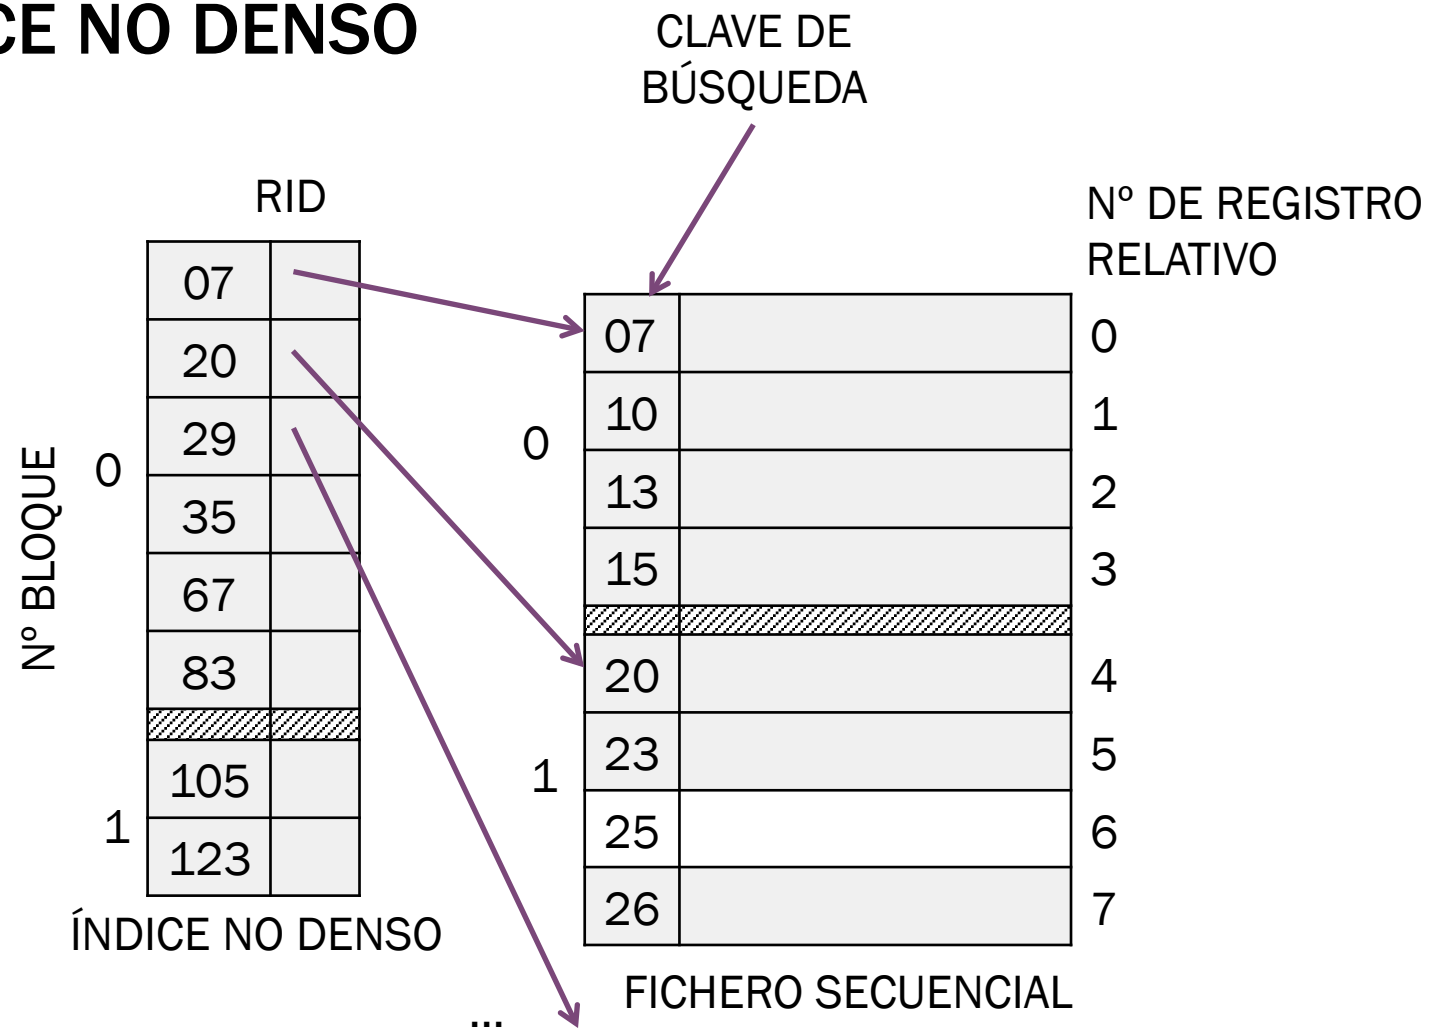 CE NO DENSO
CLAVE DE
BÚSQUEDA
RID
Nº DE REGISTRO
RELATIVO
Nº BLOQUE
0
07
20
29
35
67
83
1
105
123
ÍNDICE NO DENSO
...
0
07 0
10 1
13 2
15 3
1
20 4
23 5
25 6
26 7
FICHERO SECUENCIAL